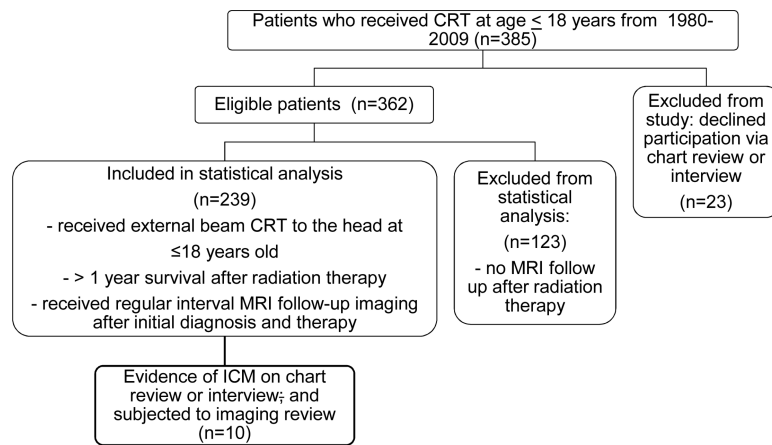 Patients who received CRT at age ≤ 18 years from 1980-
2009 (n=385)
Eligible patients (n=362)
Excluded from
study: declined
participation via
chart review or
interview
(n=23)
Included in statistical analysis
(n=239)
- received external beam CRT to the head at
≤18 years old
- > 1 year survival after radiation therapy
- received regular interval MRI follow-up imaging
after initial diagnosis and therapy
Excluded from
statistical
analysis:
(n=123)
- no MRI follow
up after radiation
therapy
Evidence of ICM on chart
review or interview; and
subjected to imaging review
(n=10)